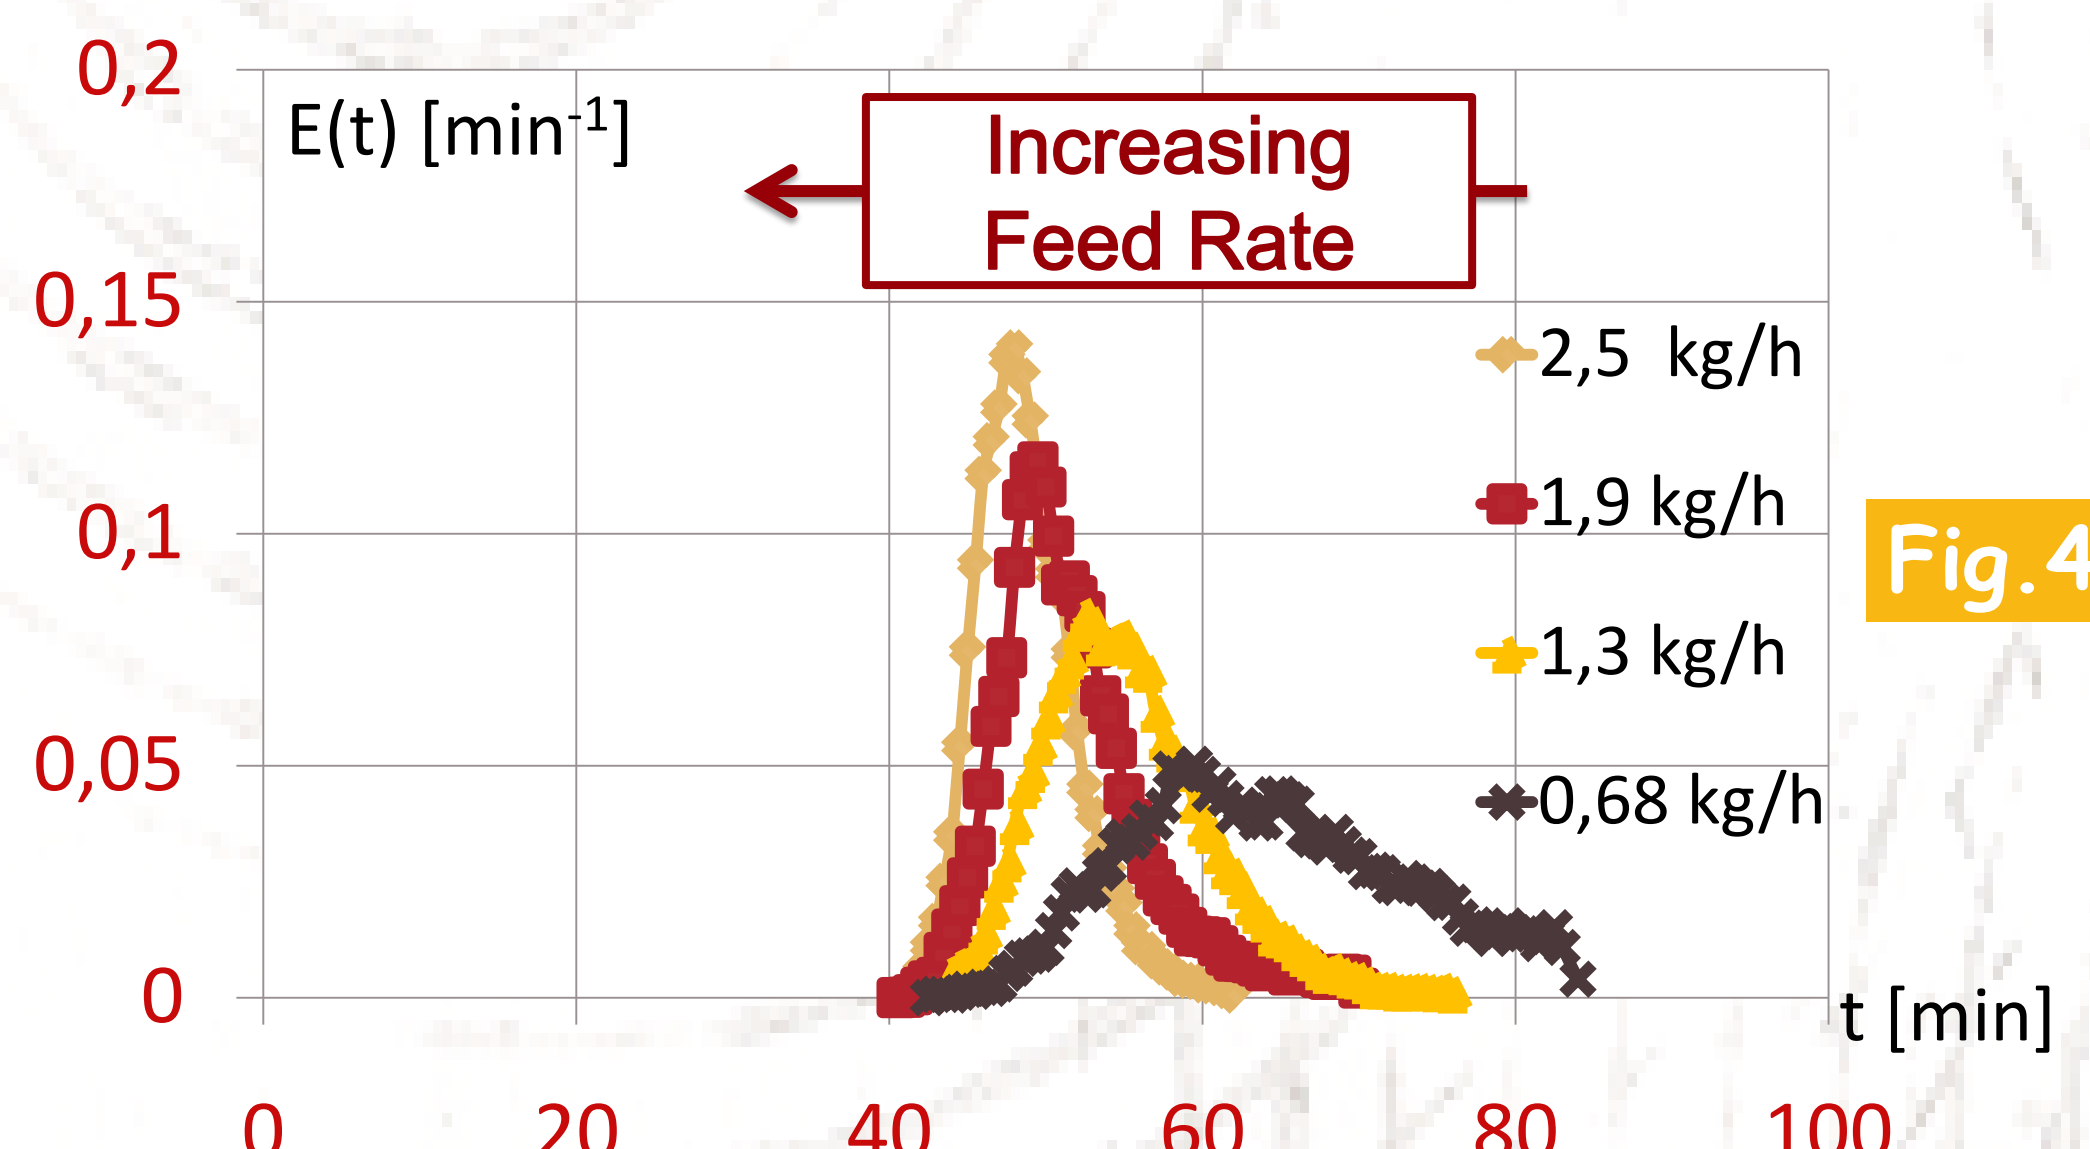 0,2
E(t) [min-1]
Increasing
Feed Rate
0,15
2,5 kg/h
0,1
1,9 kg/h
Fig.4
1,3 kg/h
0,05
0,68 kg/h
0
t [min]
0 20 40 60 80 100